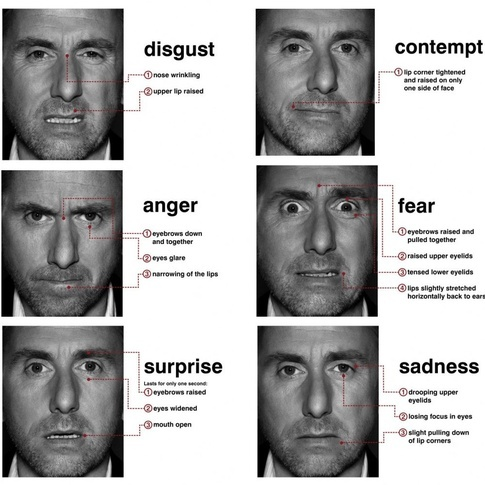 disgust
① nose wrinkling
② upper lip raised
contempt
① lip corner tightened
and raised on only
one side of face
anger
① eyebrows down
and together
② eyes glare
③ narrowing of the lips
fear
① eyebrows raised and
pulled together
② raised upper eyelids
③ tensed lower eyelids
④ lips slightly stretched
horizontally back to ears
surprise
Lasts for only one second:
① eyebrows raised
② eyes widened
③ mouth open
sadness
① drooping upper
eyelids
② losing focus in eyes
③ slight pulling down
of lip corners